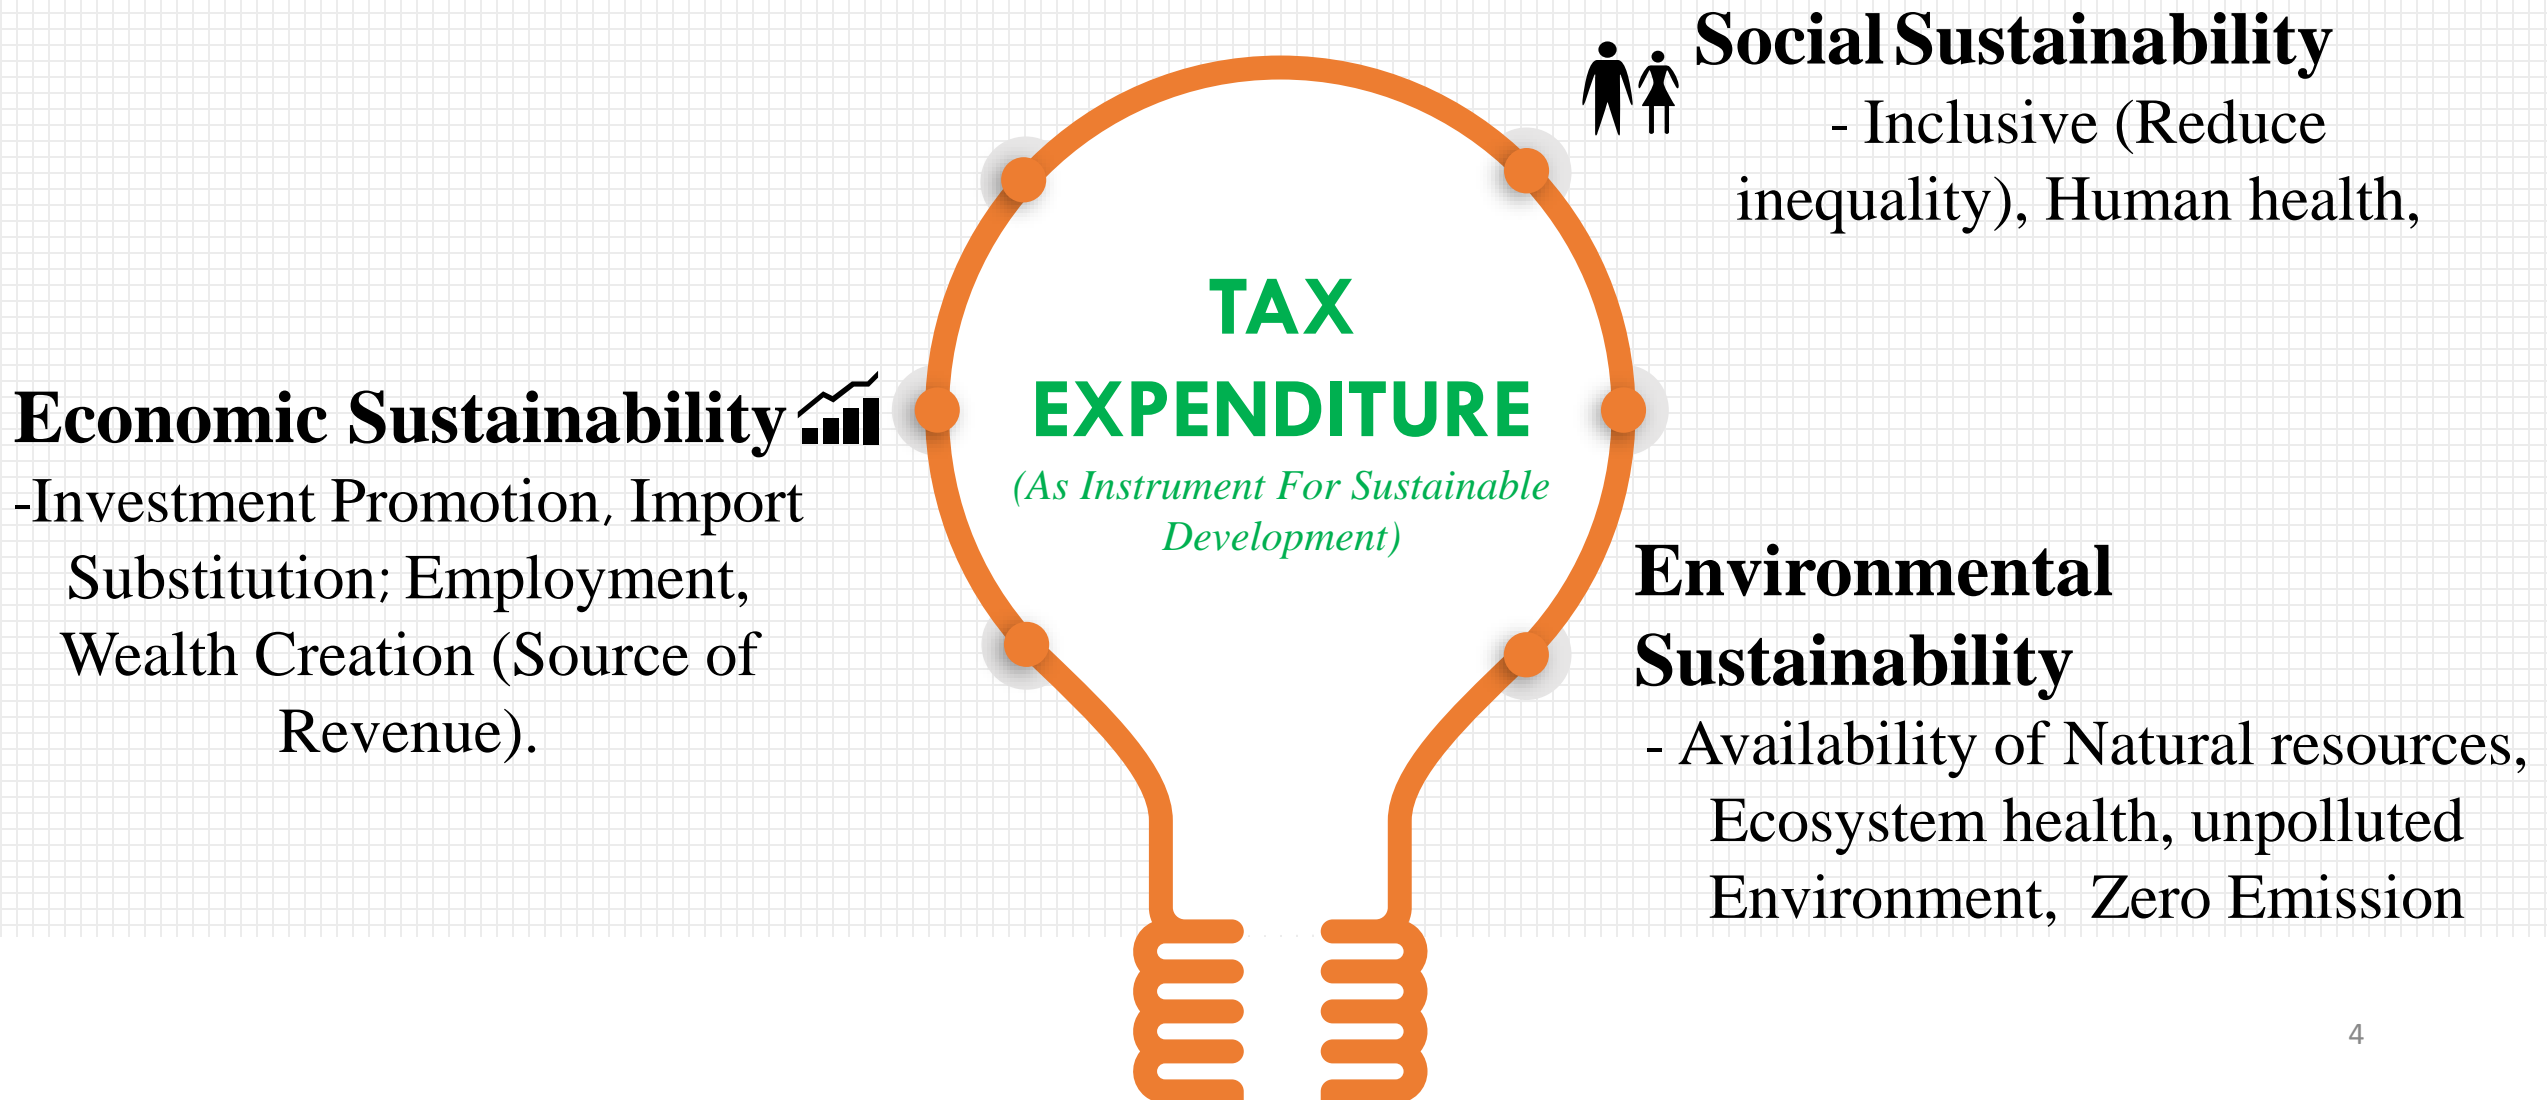 Social Sustainability
- Inclusive (Reduce
inequality), Human health,
TAX
EXPENDITURE
(As Instrument For Sustainable
Development)
Economic Sustainability
-Investment Promotion, Import
Substitution; Employment,
Wealth Creation (Source of
Revenue).
Environmental
Sustainability
- Availability of Natural resources,
Ecosystem health, unpolluted
Environment,  Zero Emission
4